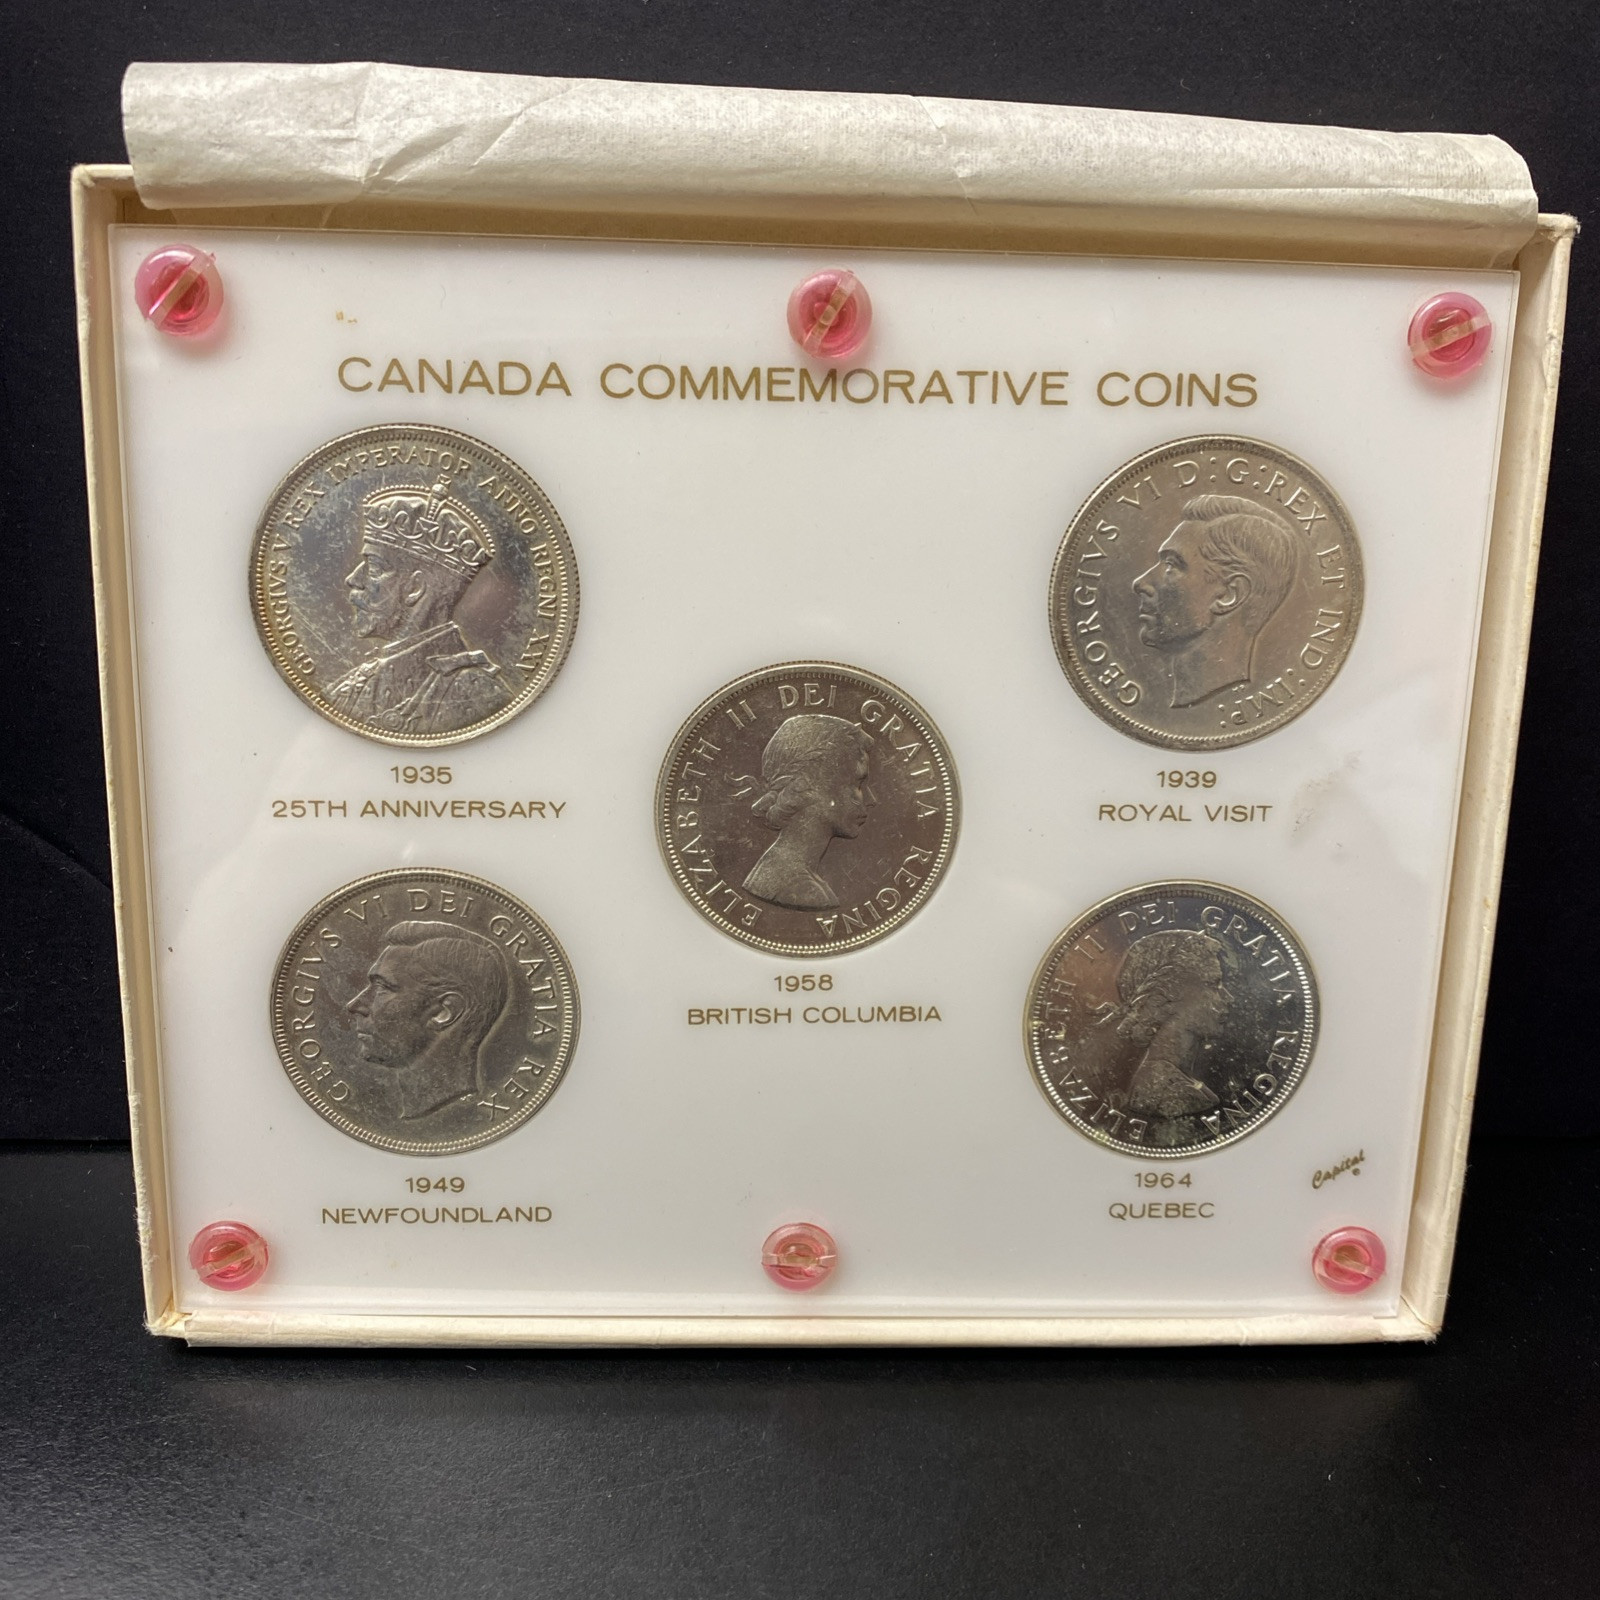 CANADA COMMEMORATIVE COINS
GEORGIVS V REX IMPERATOR ANNO REGNI XXV
1935
25TH ANNIVERSARY
GEORGIVS VI D:G:REX ET IND:IMP:
1939
ROYAL VISIT
ELIZABETH II DEI GRATIA REGINA
1958
BRITISH COLUMBIA
GEORGIVS VI DEI GRATIA REX
1949
NEWFOUNDLAND
ELIZABETH II DEI GRATIA REGINA
1964
QUEBEC
Capital